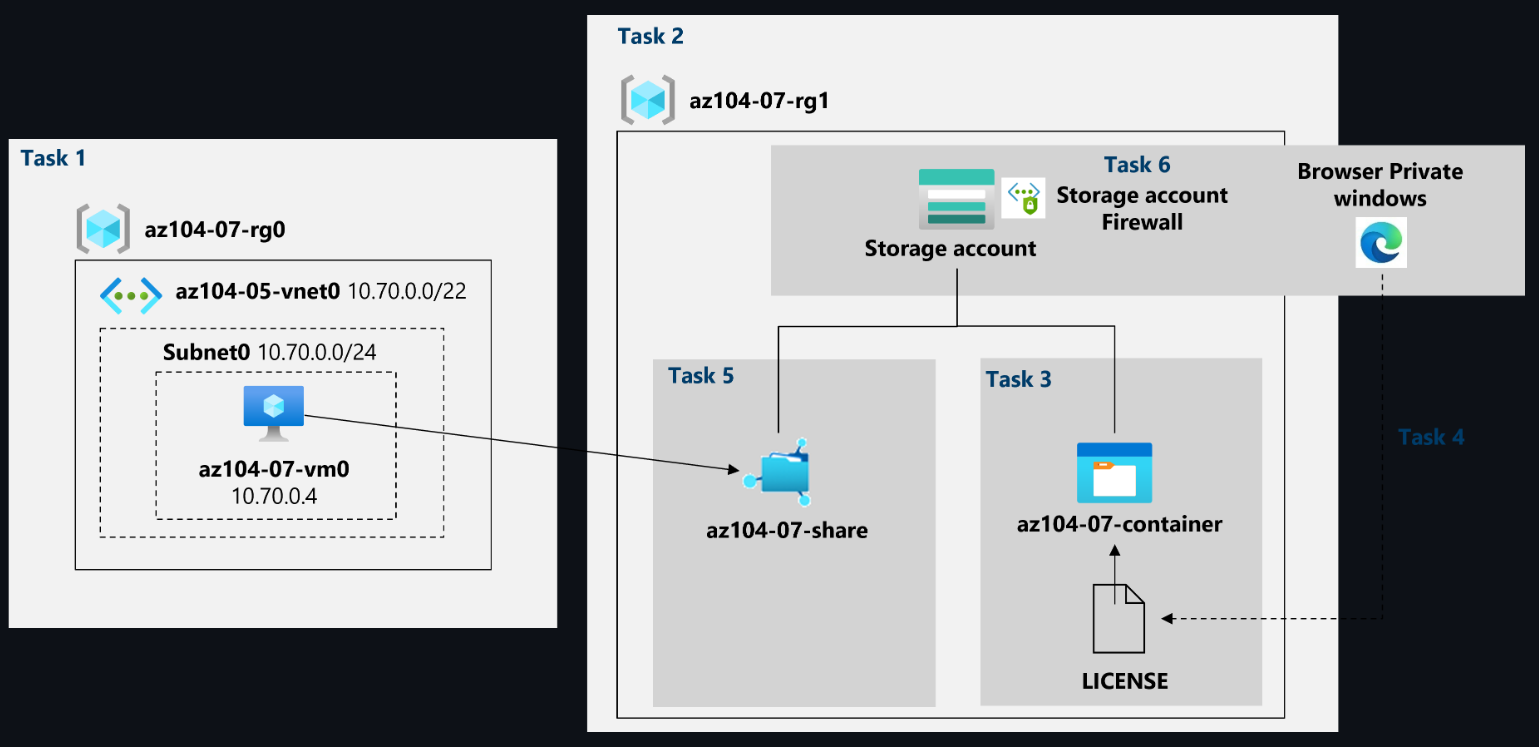 Task 1
az104-07-rg0
az104-05-vnet0 10.70.0.0/22
Subnet0 10.70.0.0/24
az104-07-vm0
10.70.0.4
Task 2
az104-07-rg1
Task 6
Storage account
Firewall
Storage account
Browser Private
windows
Task 5
az104-07-share
Task 3
az104-07-container
LICENSE
Task 4